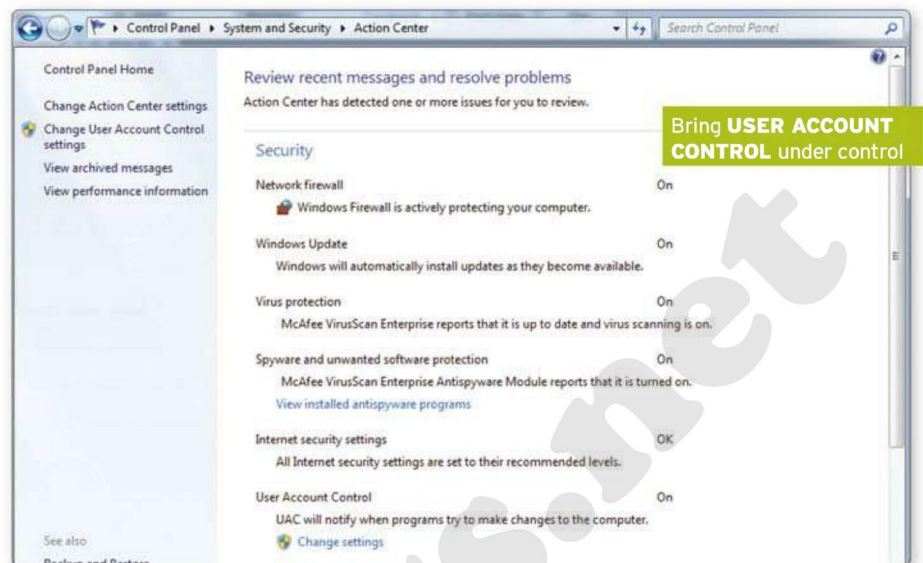 Control Panel ▸ System and Security ▸ Action Center
Search Control Panel
Control Panel Home
Change Action Center settings
Change User Account Control
settings
View archived messages
View performance information
See also
Backup and Restore
Review recent messages and resolve problems
Action Center has detected one or more issues for you to review.
Bring USER ACCOUNT
CONTROL under control
Security
Network firewall On
Windows Firewall is actively protecting your computer.
Windows Update On
Windows will automatically install updates as they become available.
Virus protection On
McAfee VirusScan Enterprise reports that it is up to date and virus scanning is on.
Spyware and unwanted software protection On
McAfee VirusScan Enterprise Antispyware Module reports that it is turned on.
View installed antispyware programs
Internet security settings OK
All Internet security settings are set to their recommended levels.
User Account Control On
UAC will notify when programs try to make changes to the computer.
Change settings
s.net